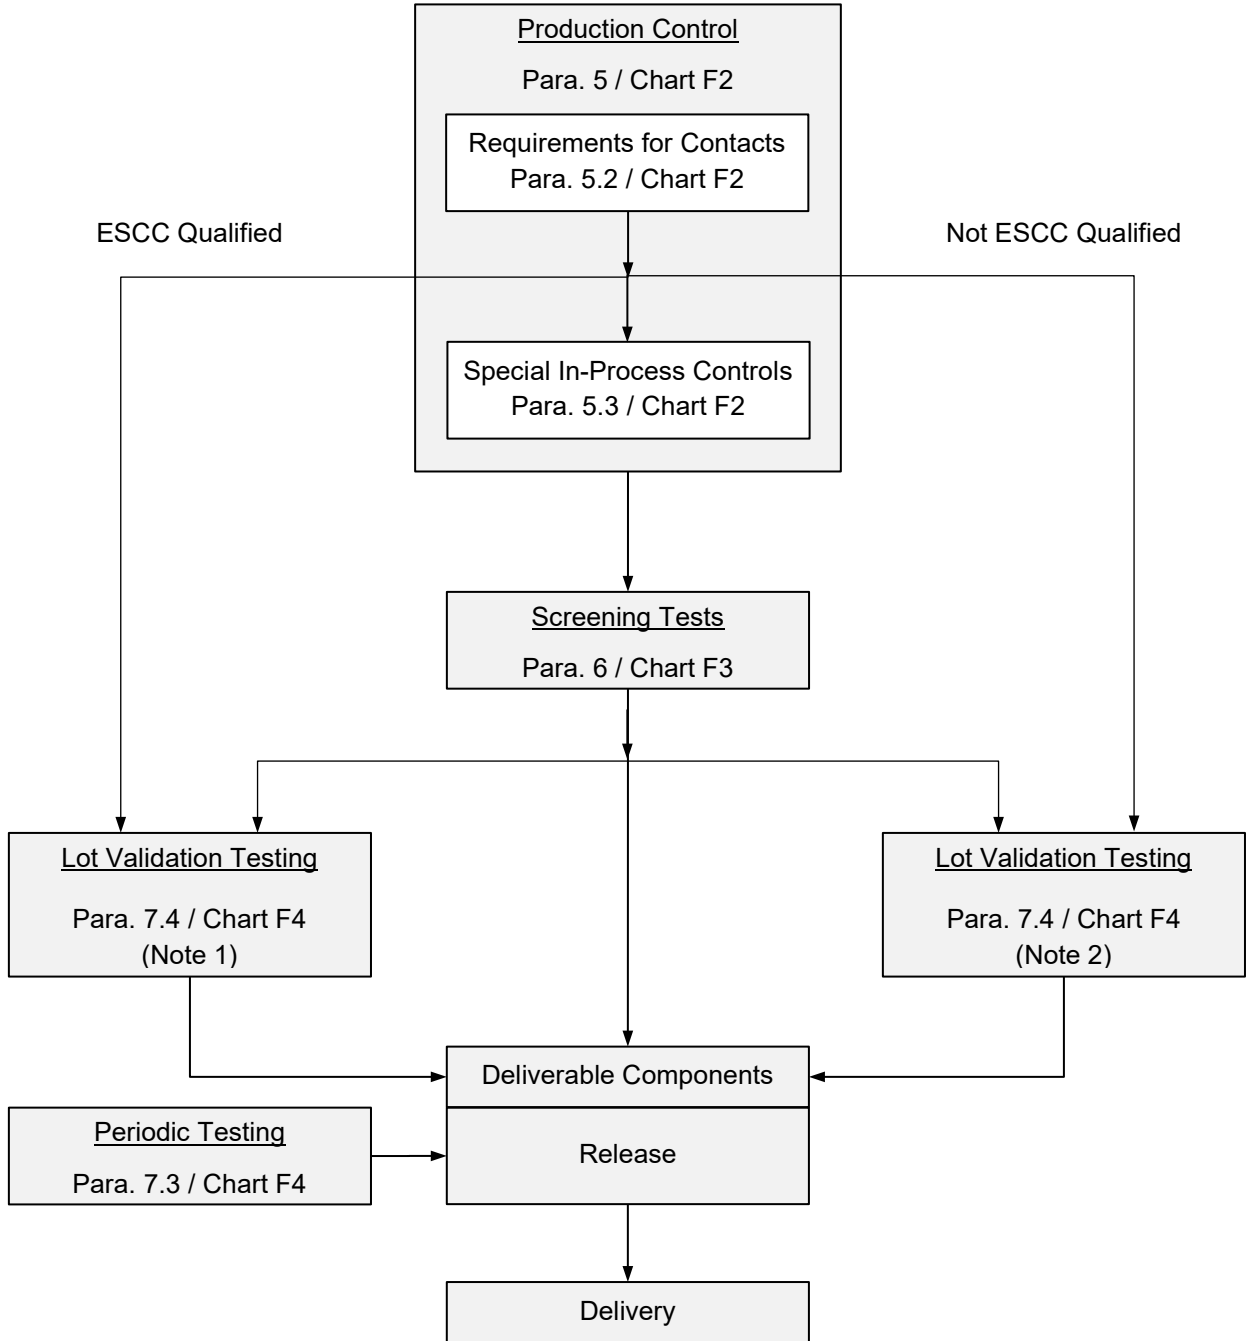 Production Control
Para. 5 / Chart F2
Requirements for Contacts
Para. 5.2 / Chart F2
ESCC Qualified
Not ESCC Qualified
Special In-Process Controls
Para. 5.3 / Chart F2
Screening Tests
Para. 6 / Chart F3
Lot Validation Testing
Para. 7.4 / Chart F4
(Note 1)
Lot Validation Testing
Para. 7.4 / Chart F4
(Note 2)
Deliverable Components
Periodic Testing
Para. 7.3 / Chart F4
Release
Delivery